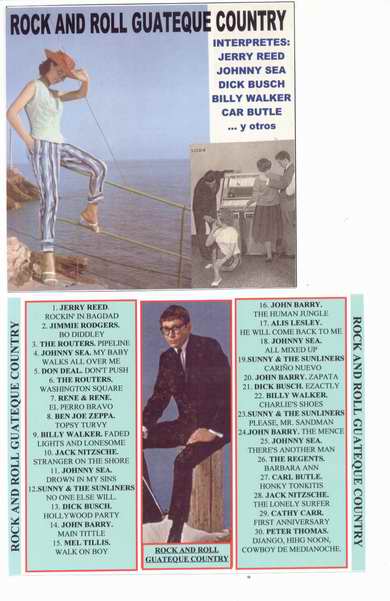 ROCK AND ROLL GUATEQUE COUNTRY
INTERPRETES:
JERRY REED
JOHNNY SEA
DICK BUSCH
BILLY WALKER
CAR BUTLE
... y otros
ROCK AND ROLL GUATEQUE COUNTRY
1. JERRY REED.
ROCKIN IN BAGDAD
2. JIMMIE RODGERS.
BO DIDDLEY
3. THE ROUTERS. PIPELINE
4. JOHNY SEA. MY BABY
WALKS ALL OVER ME
5. DON DEAL. DON'T PUSH
6. THE ROUTERS.
WASHINGTON SQUARE
7. RENE & RENE.
EL PERRO BRAVO
8. BEN JOE ZEPPA.
TOPSY TURVY
9. BILLY WALKER. FADED
LIGHTS AND LONESOME
10. JACK NITZSCHE.
STRANGER ON THE SHORE
11. JOHNNY SEA.
DROWN IN MY SINS
12.SUNNY & THE SUNLINERS
NO ONE ELSE WILL.
13. DICK BUSCH.
HOLLYWOOD PARTY
14. JOHN BARRY.
MAIN TITTLE
15. MEL TILLIS.
WALK ON BOY
ROCK AND ROLL
GUATEQUE COUNTRY
16. JOHN BARRY.
THE HUMAN JUNGLE
17. ALIS LESLEY.
HE WILL COME BACK TO ME
18. JOHNNY SEA.
ALL MIXED UP
19.SUNNY & THE SUNLINERS
CARIÑO NUEVO
20. JOHN BARRY. ZAPATA
21. DICK BUSCH. EZACTLY
22. BILLY WALKER.
CHARLIE'S SHOES
23.SUNNY & THE SUNLINERS
PLEASE, MR. SANDMAN
24.JOHN BARRY. THE MENCE
25. JOHNNY SEA.
THERE'S ANOTHER MAN
26. THE REGENTS.
BARBARA ANN
27. CARL BUTLE.
HONKY TONKITIS
28. JACK NITZSCHE.
THE LONELY SURFER
29. CATHY CARR.
FIRST ANNIVERSARY
30. PETER THOMAS.
DJANGO, HIHG NOON,
COWBOY DE MEDIANOCHE.
ROCK AND ROLL GUATEQUE COUNTRY